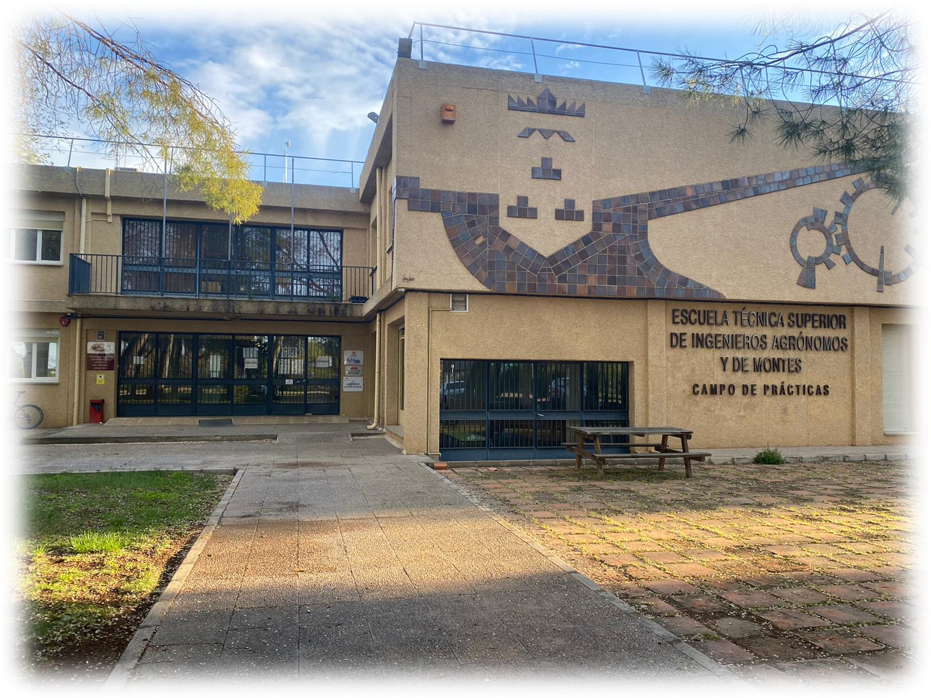 ESCUELA TÉCNICA SUPERIOR
DE INGENIEROS AGRÓNOMOS
Y DE MONTES
CAMPO DE PRÁCTICAS